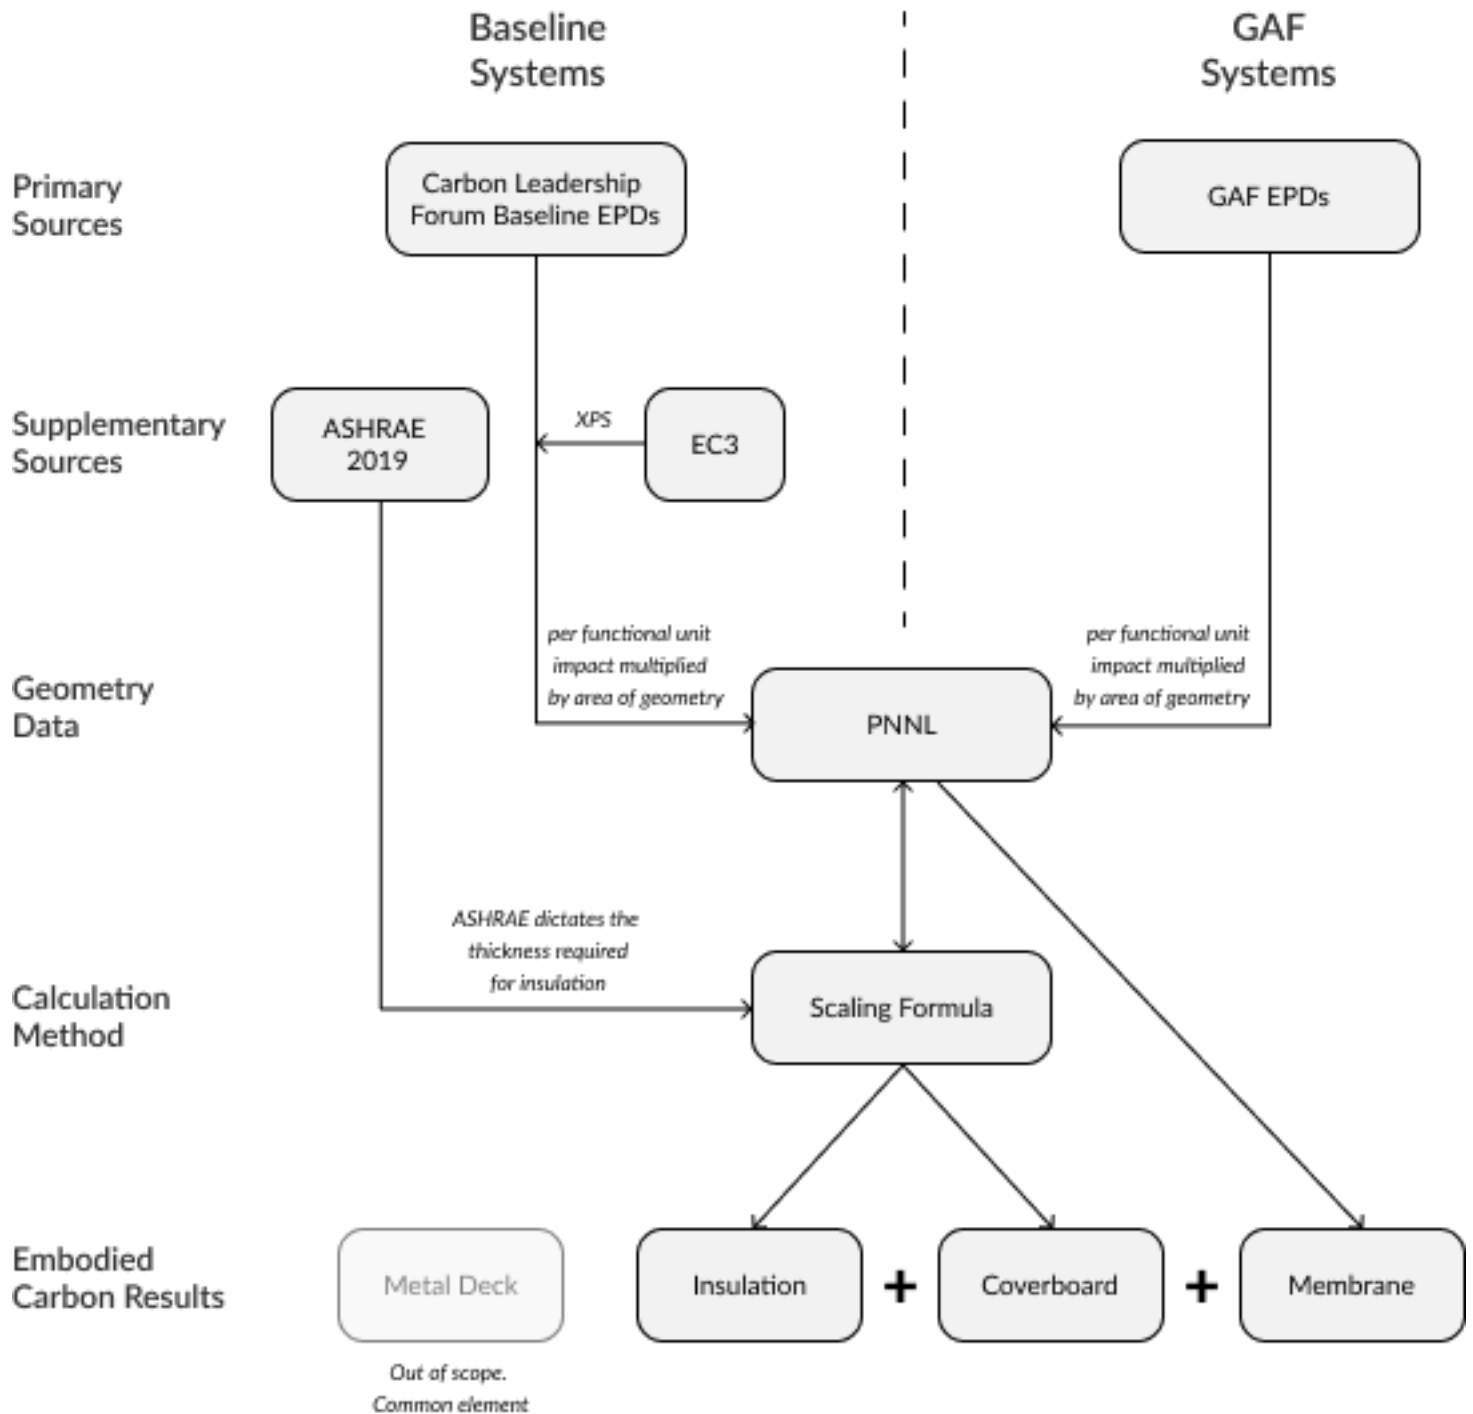 Baseline
Systems
GAF
Systems
Primary
Sources
Carbon Leadership
Forum Baseline EPDs
GAF EPDs
Supplementary
Sources
ASHRAE
2019
XPS
EC3
per functional unit
impact multiplied
by area of geometry
per functional unit
impact multiplied
by area of geometry
Geometry
Data
PNNL
ASHRAE dictates the
thickness required
for insulation
Calculation
Method
Scaling Formula
Embodied
Carbon Results
Metal Deck
Insulation
+
Coverboard
+
Membrane
Out of scope.
Common element